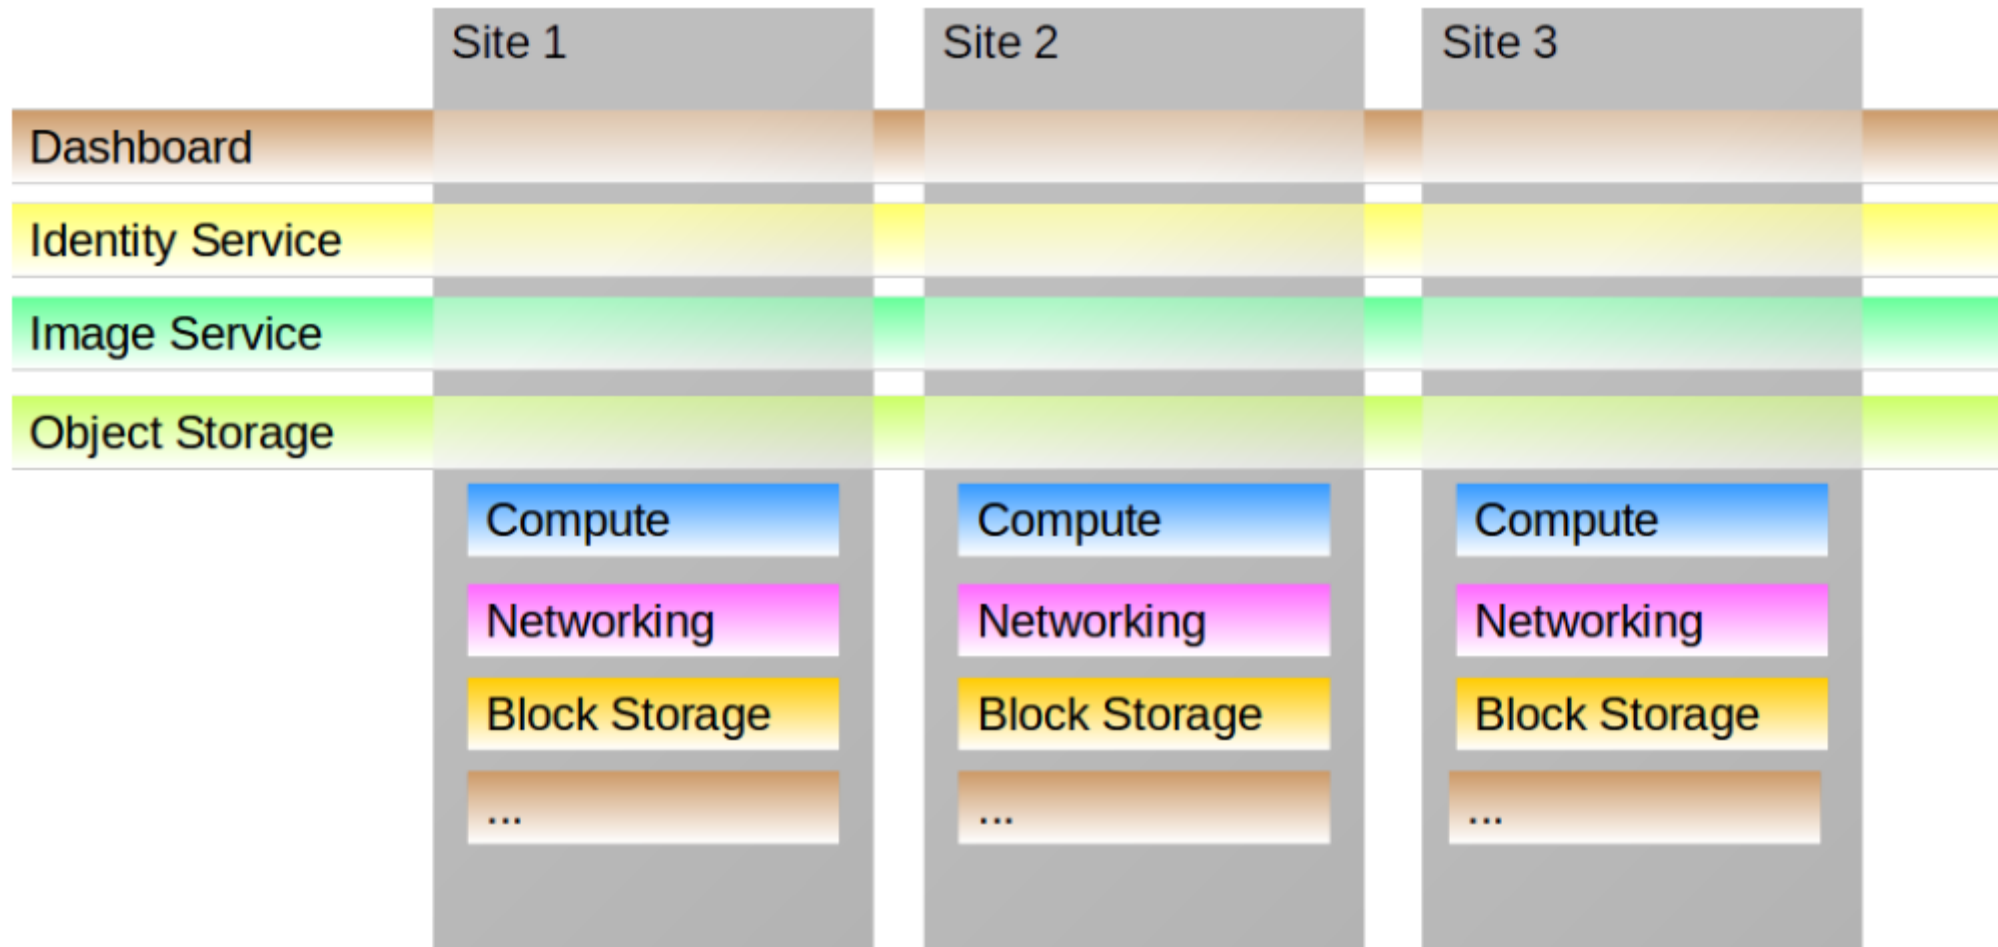 Site 1
Site 2
Site 3
Dashboard
Identity Service
Image Service
Object Storage
Compute
Compute
Compute
Networking
Networking
Networking
Block Storage
Block Storage
Block Storage
...
...
...